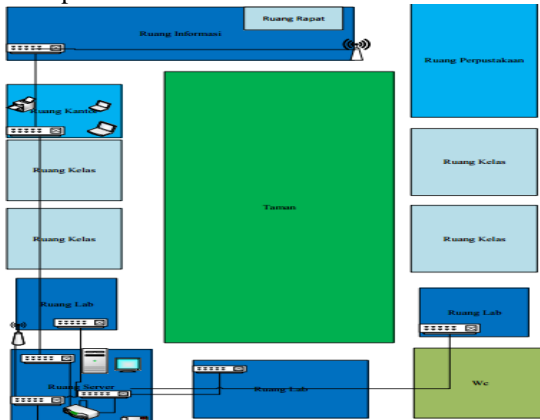 Ruang Rapat
Ruang Informasi
Ruang Perpustakaan
Ruang Kantor
Ruang Kelas
Ruang Kelas
Taman
Ruang Kelas
Ruang Kelas
Ruang Lab
Ruang Lab
Ruang Server
Ruang Lab
Wc